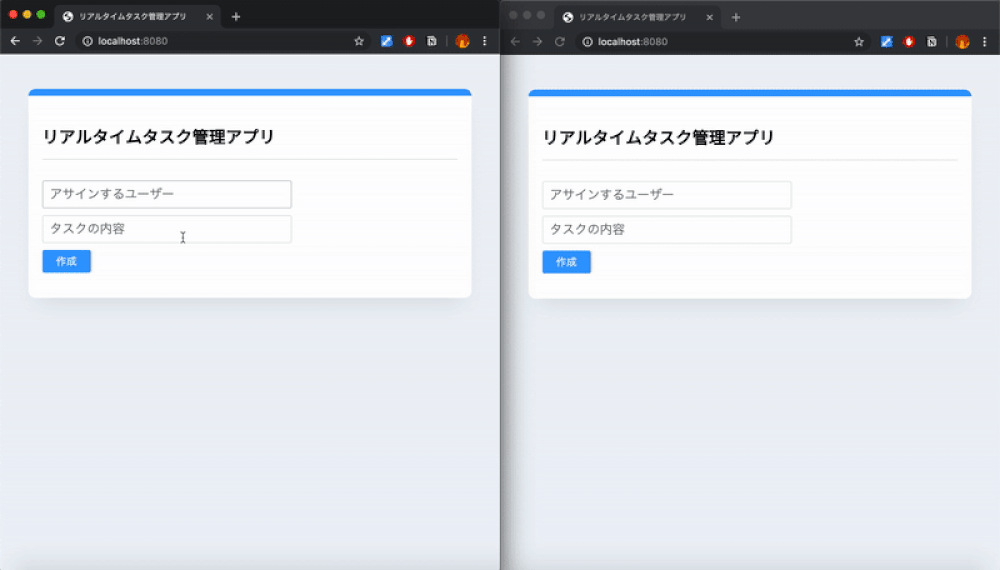 リアルタイムタスク管理アプリ
localhost:8080
リアルタイムタスク管理アプリ
アサインするユーザー
タスクの内容
作成
リアルタイムタスク管理アプリ
localhost:8080
リアルタイムタスク管理アプリ
アサインするユーザー
タスクの内容
作成